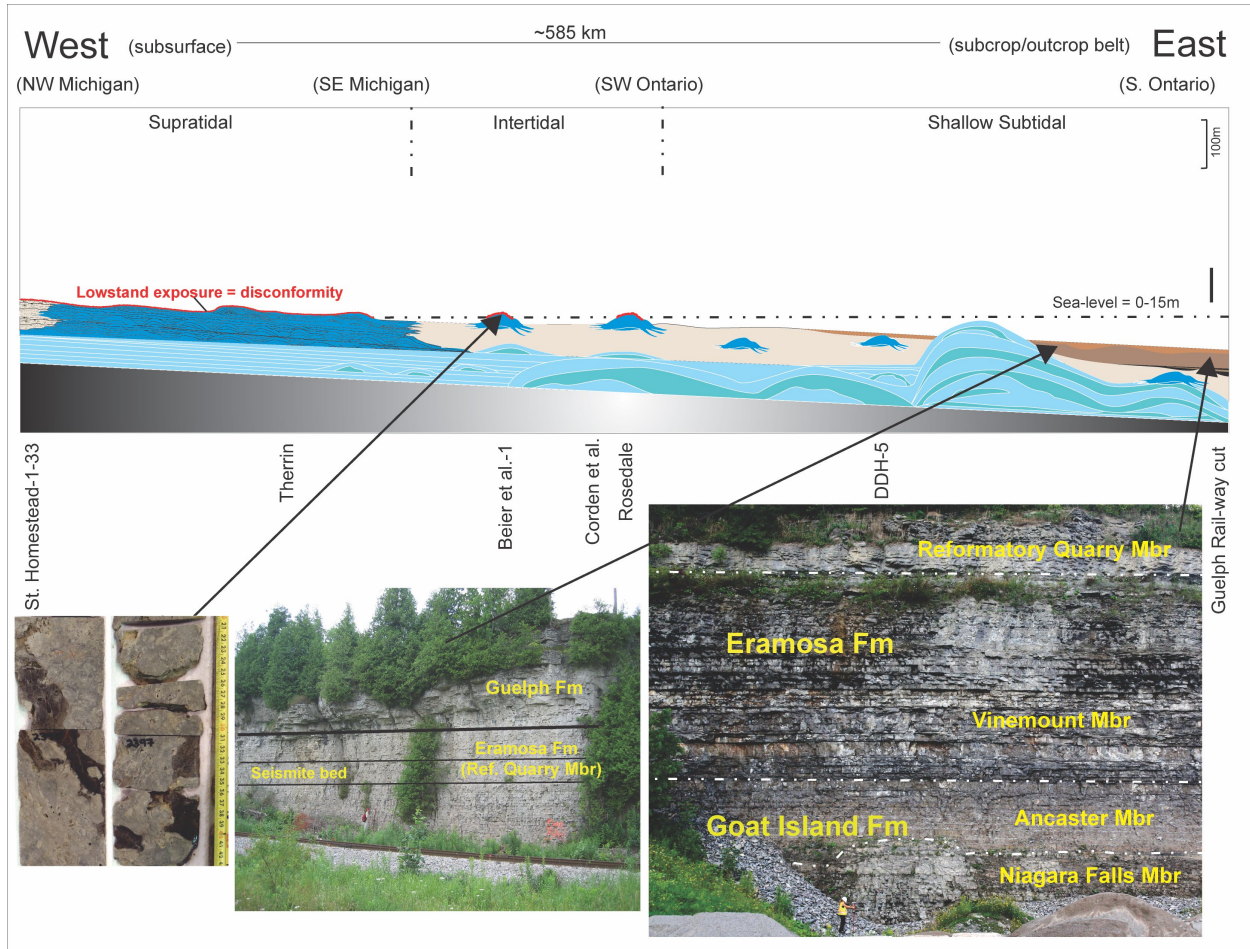 West (subsurface) ~585 km (subcrop/outcrop belt) East
(NW Michigan) (SE Michigan) (SW Ontario) (S. Ontario)
Supratidal Intertidal Shallow Subtidal
100m
Lowstand exposure = disconformity
Sea-level = 0-15m
St. Homestead-1-33
Therrin
Beier et al.-1
Corden et al.
Rosedale
DDH-5
Guelph Rail-way cut
Reformatory Quarry Mbr
Eramosa Fm
Vinemount Mbr
Goat Island Fm
Ancaster Mbr
Niagara Falls Mbr
Guelph Fm
Eramosa Fm
(Ref. Quarry Mbr)
Seismite bed
2397